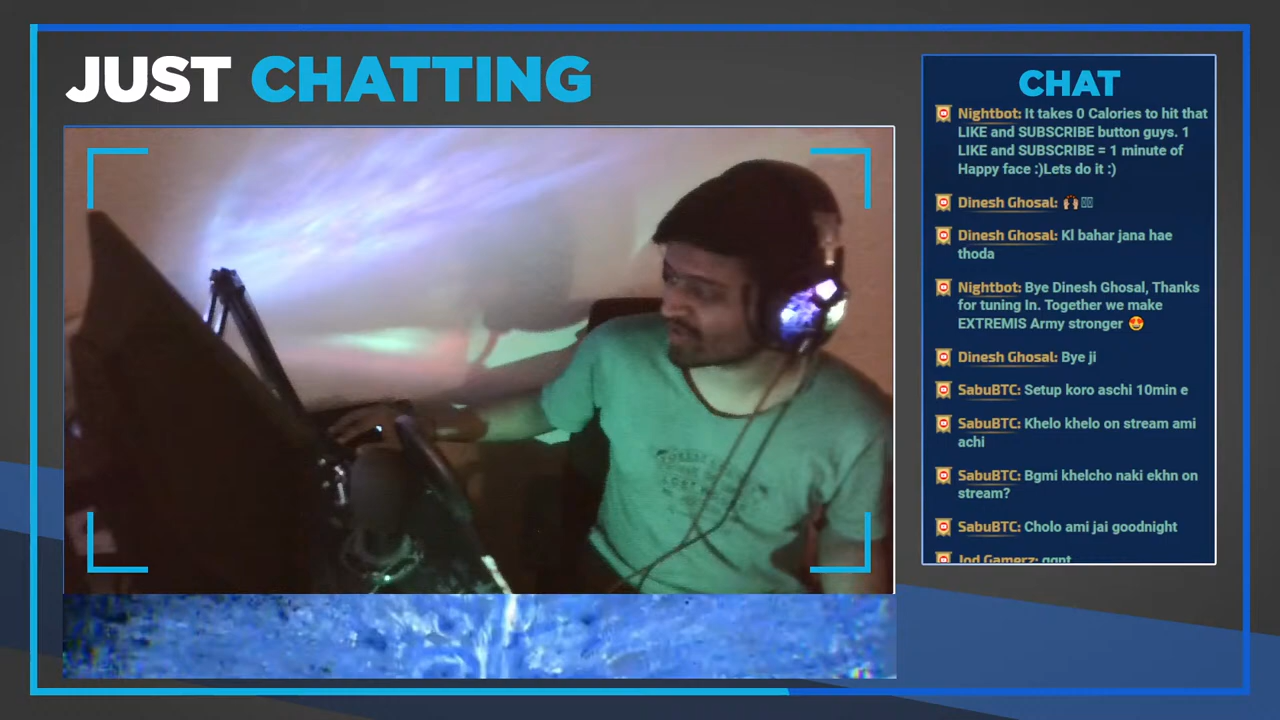 JUST CHATTING
CHAT
Nightbot: It takes 0 Calories to hit that
LIKE and SUBSCRIBE button guys. 1
LIKE and SUBSCRIBE = 1 minute of
Happy face :)Lets do it :)
Dinesh Ghosal: 🙌🏻
Dinesh Ghosal: Kl bahar jana hae
thoda
Nightbot: Bye Dinesh Ghosal, Thanks
for tuning In. Together we make
EXTREMIS Army stronger 😍
Dinesh Ghosal: Bye ji
SabuBTC: Setup koro aschi 10min e
SabuBTC: Khelo khelo on stream ami
achi
SabuBTC: Bgmi khelcho naki ekhn on
stream?
SabuBTC: Cholo ami jai goodnight
Jod Gamerz: ggnt